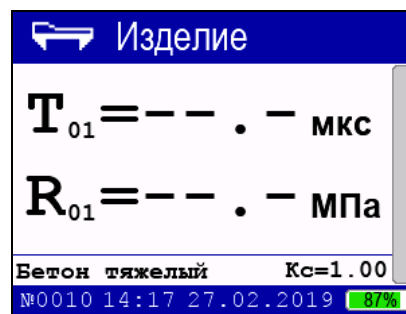 Изделие
T01=--.- мкс
R01=--.- МПа
Бетон тяжелый Кс=1.00
№0010 14:17 27.02.2019 87%